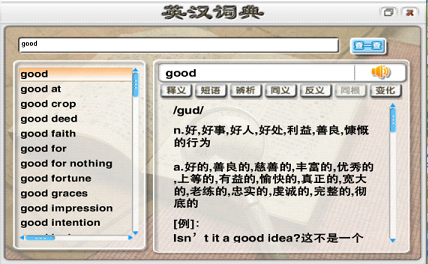 英汉词典
good
查一查
good
good at
good crop
good deed
good faith
good for
good for nothing
good fortune
good graces
good impression
good intention
good
释义 短语 辨析 同义 反义 同根 变化
/gud/
n.好,好事,好人,好处,利益,善良,慷慨
的行为
a.好的,善良的,慈善的,丰富的,优秀的
,上等的,有益的,愉快的,真正的,宽大
的,老练的,忠实的,虔诚的,完整的,彻
底的
[例]:
Isn't it a good idea?这不是一个